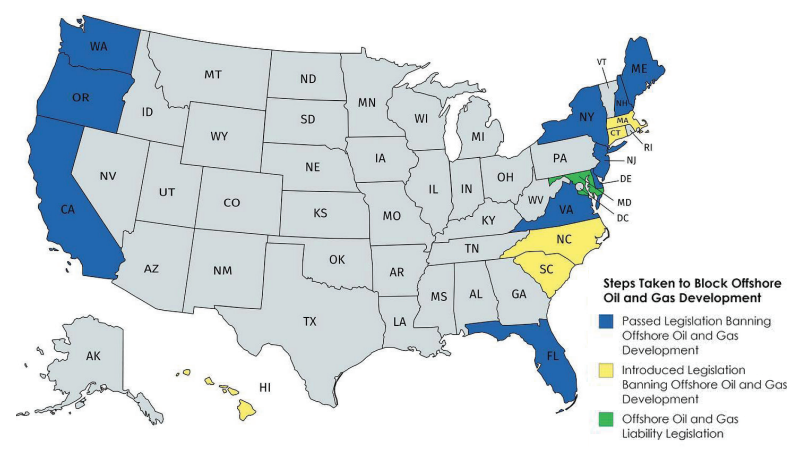 WA
OR
CA
ID
NV
MT
WY
UT
AZ
CO
NM
ND
SD
NE
KS
OK
TX
MN
IA
MO
AR
LA
WI
IL
MS
MI
IN
KY
TN
AL
OH
WV
GA
FL
SC
NC
VA
PA
NY
VT
NH
ME
MA
CT
RI
NJ
DE
MD
DC
AK
HI
Steps Taken to Block Offshore
Oil and Gas Development
Passed Legislation Banning
Offshore Oil and Gas
Development
Introduced Legislation
Banning Offshore Oil and Gas
Development
Offshore Oil and Gas
Liability Legislation